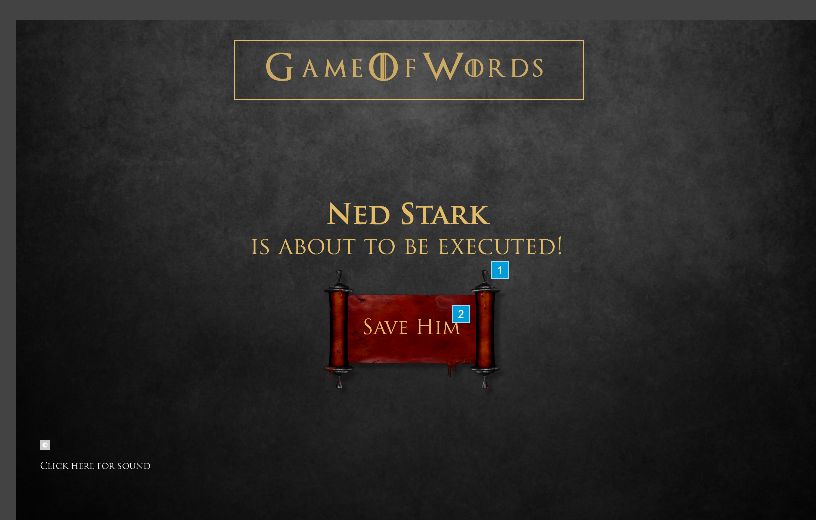 Game Of Words
Ned Stark
is about to be executed!
1
2
Save Him
Click here for sound